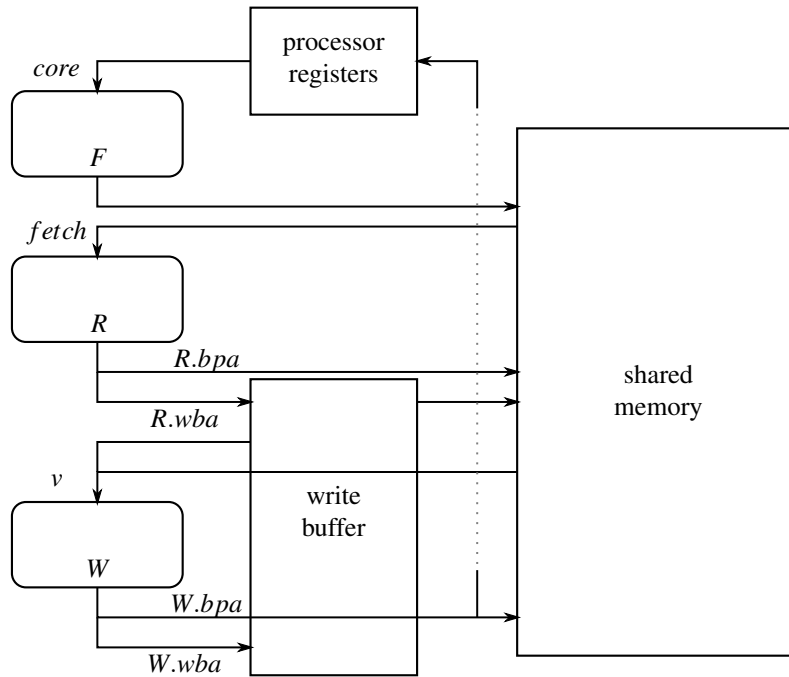 processor
registers
core
F
fetch
R
R.bpa
R.wba
shared
memory
v
write
buffer
W
W.bpa
W.wba